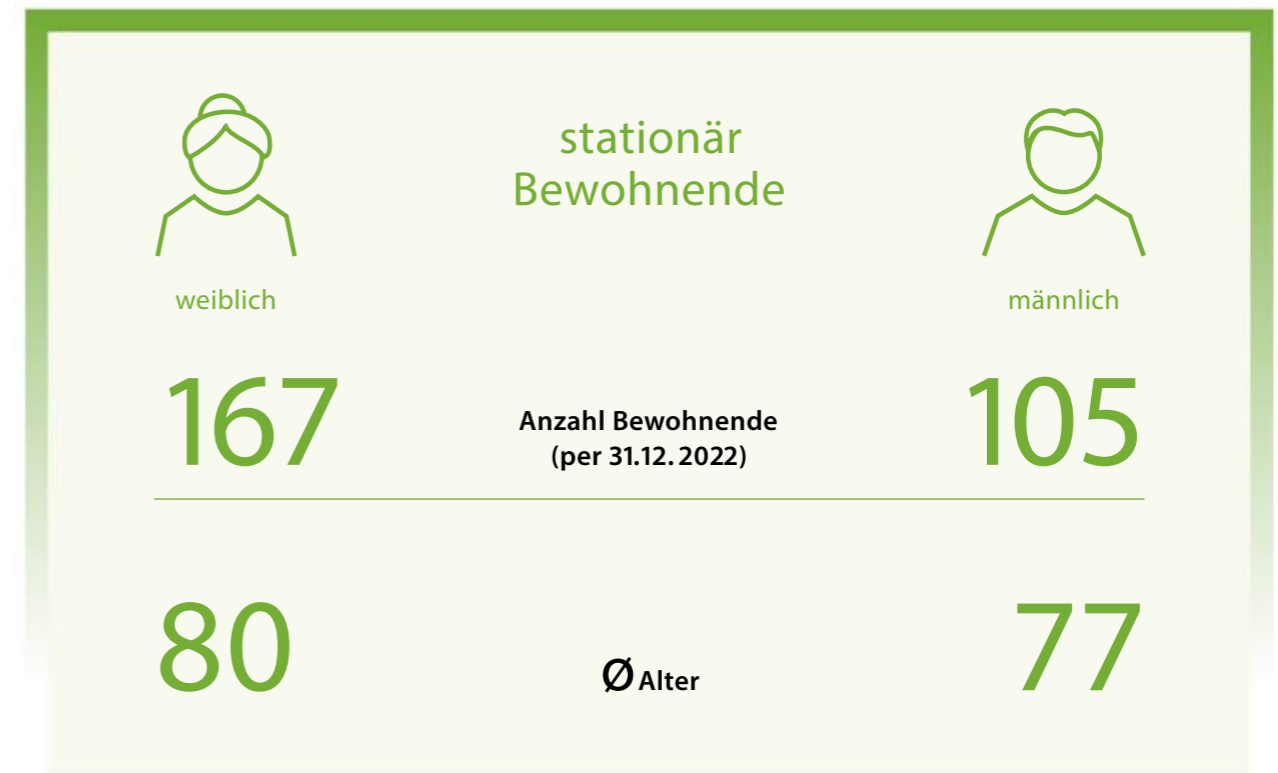 stationär
Bewohnende
weiblich
männlich
167
Anzahl Bewohnende
(per 31.12.2022)
105
80
Ø Alter
77